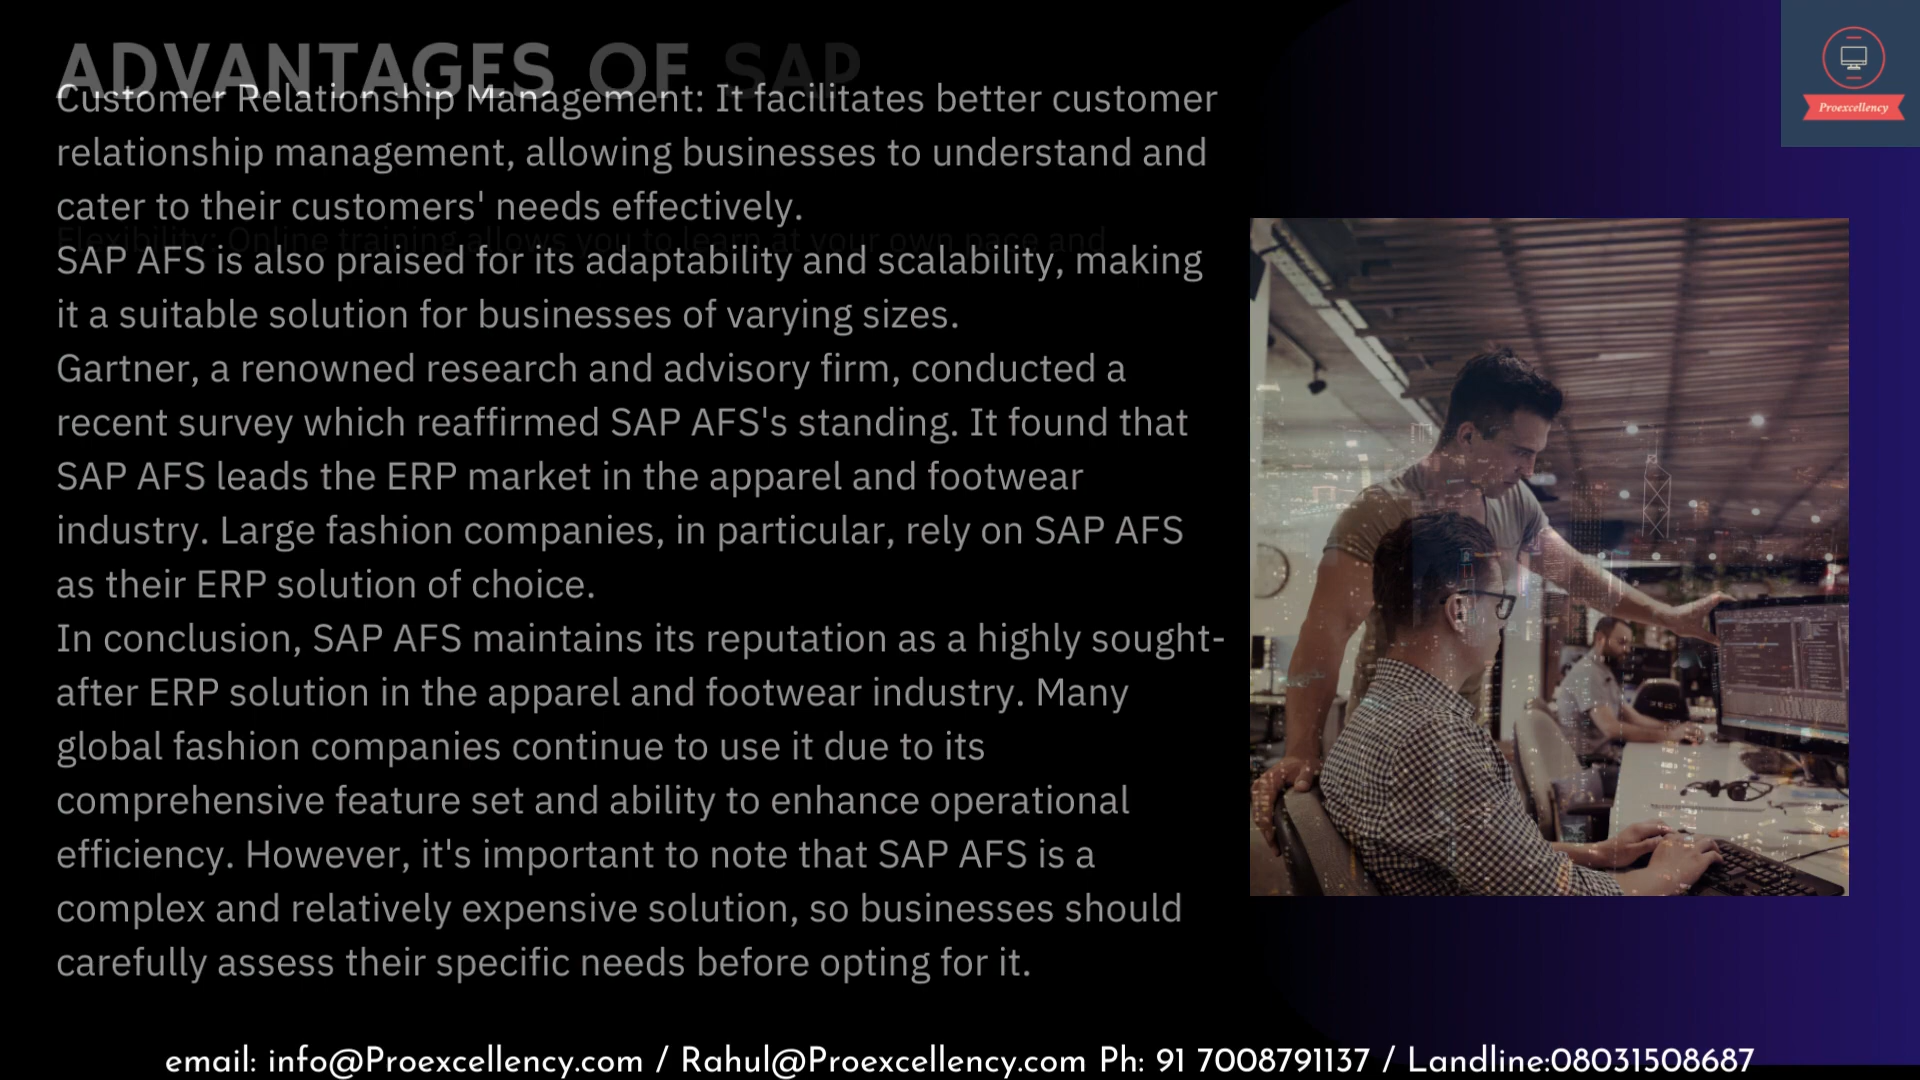 ADVANTAGES OF SAP
Customer Relationship Management: It facilitates better customer
relationship management, allowing businesses to understand and
cater to their customers' needs effectively.
Flexibility: Online training allows you to learn at your own pace and
SAP AFS is also praised for its adaptability and scalability, making
it a suitable solution for businesses of varying sizes.
Gartner, a renowned research and advisory firm, conducted a
recent survey which reaffirmed SAP AFS's standing. It found that
SAP AFS leads the ERP market in the apparel and footwear
industry. Large fashion companies, in particular, rely on SAP AFS
as their ERP solution of choice.
In conclusion, SAP AFS maintains its reputation as a highly sought-
after ERP solution in the apparel and footwear industry. Many
global fashion companies continue to use it due to its
comprehensive feature set and ability to enhance operational
efficiency. However, it's important to note that SAP AFS is a
complex and relatively expensive solution, so businesses should
carefully assess their specific needs before opting for it.
Proexcellency
email: info@Proexcellency.com / Rahul@Proexcellency.com Ph: 91 7008791137 / Landline:08031508687